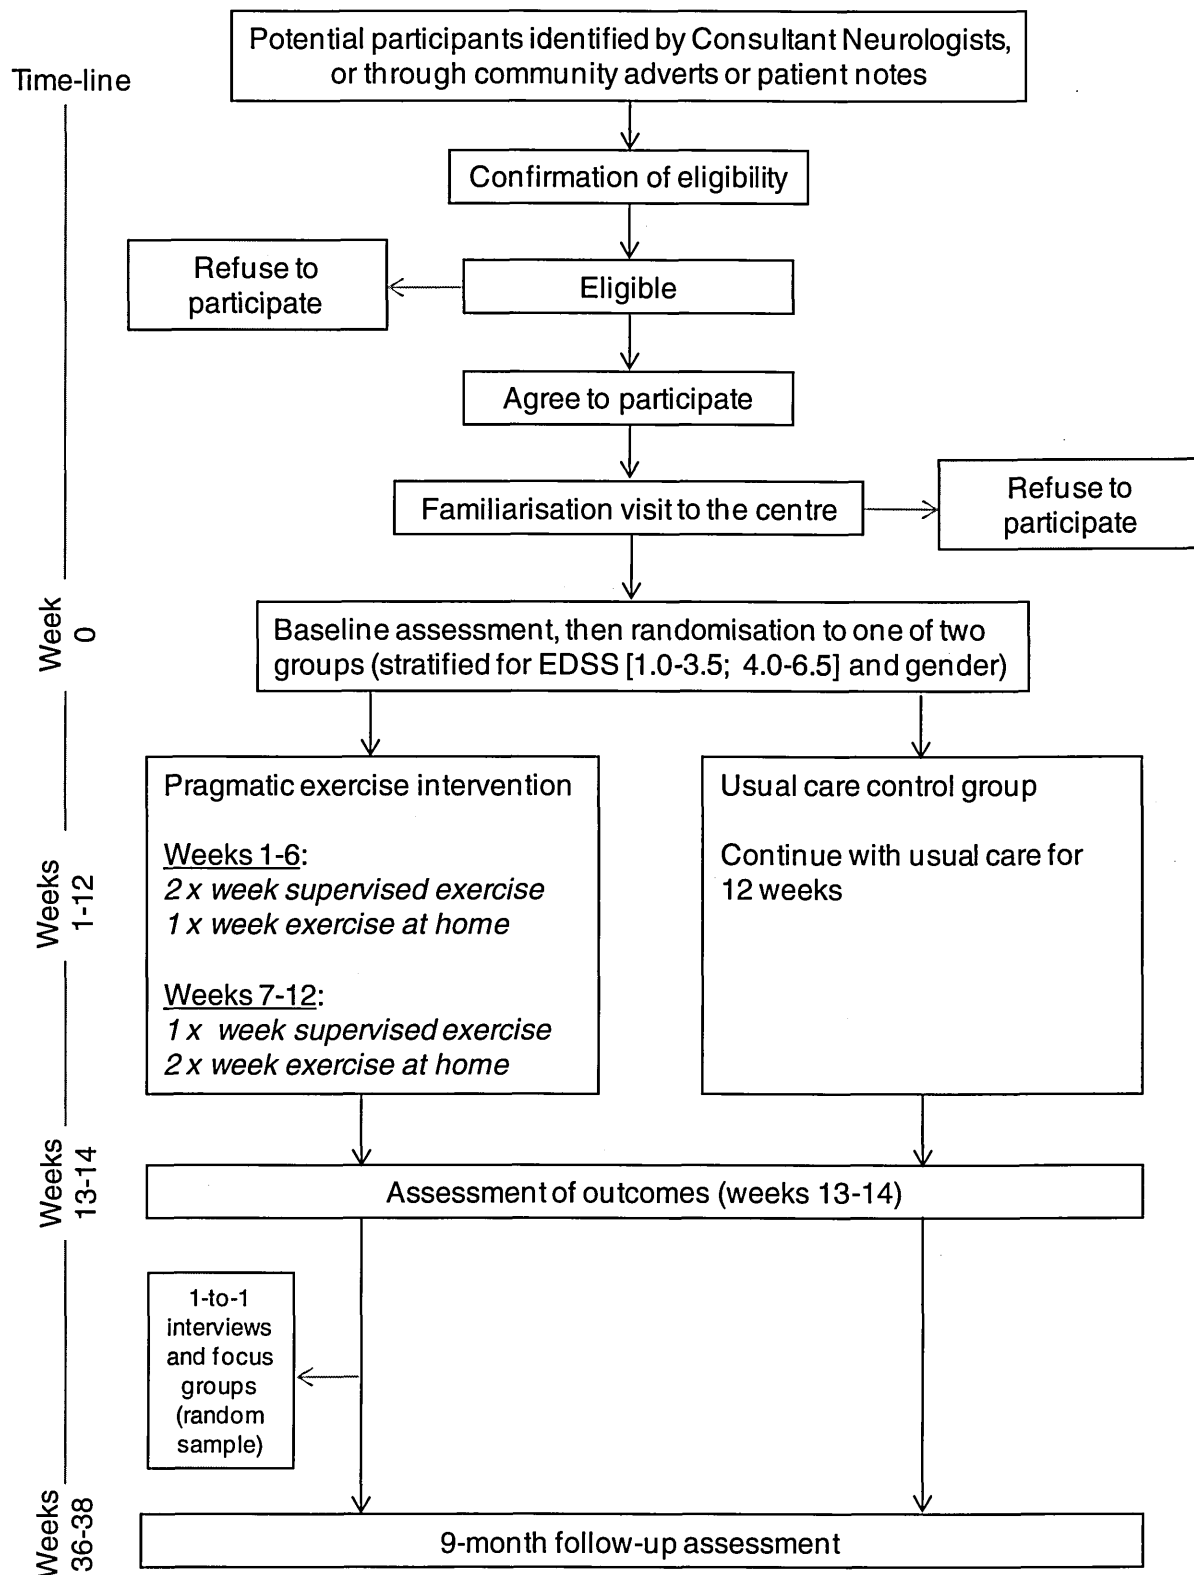 Potential participants identified by Consultant Neurologists,
or through community adverts or patient notes
Time-line
Confirmation of eligibility
Refuse to
participate
Eligible
Agree to participate
Familiarisation visit to the centre
Refuse to
participate
Week
0
Baseline assessment, then randomisation to one of two
groups (stratified for EDSS [1.0-3.5; 4.0-6.5] and gender)
Weeks
1-12
Pragmatic exercise intervention
Weeks 1-6:
2 x week supervised exercise
1 x week exercise at home
Weeks 7-12:
1 x week supervised exercise
2 x week exercise at home
Usual care control group
Continue with usual care for
12 weeks
Weeks
13-14
Assessment of outcomes (weeks 13-14)
1-to-1
interviews
and focus
groups
(random
sample)
Weeks
36-38
9-month follow-up assessment